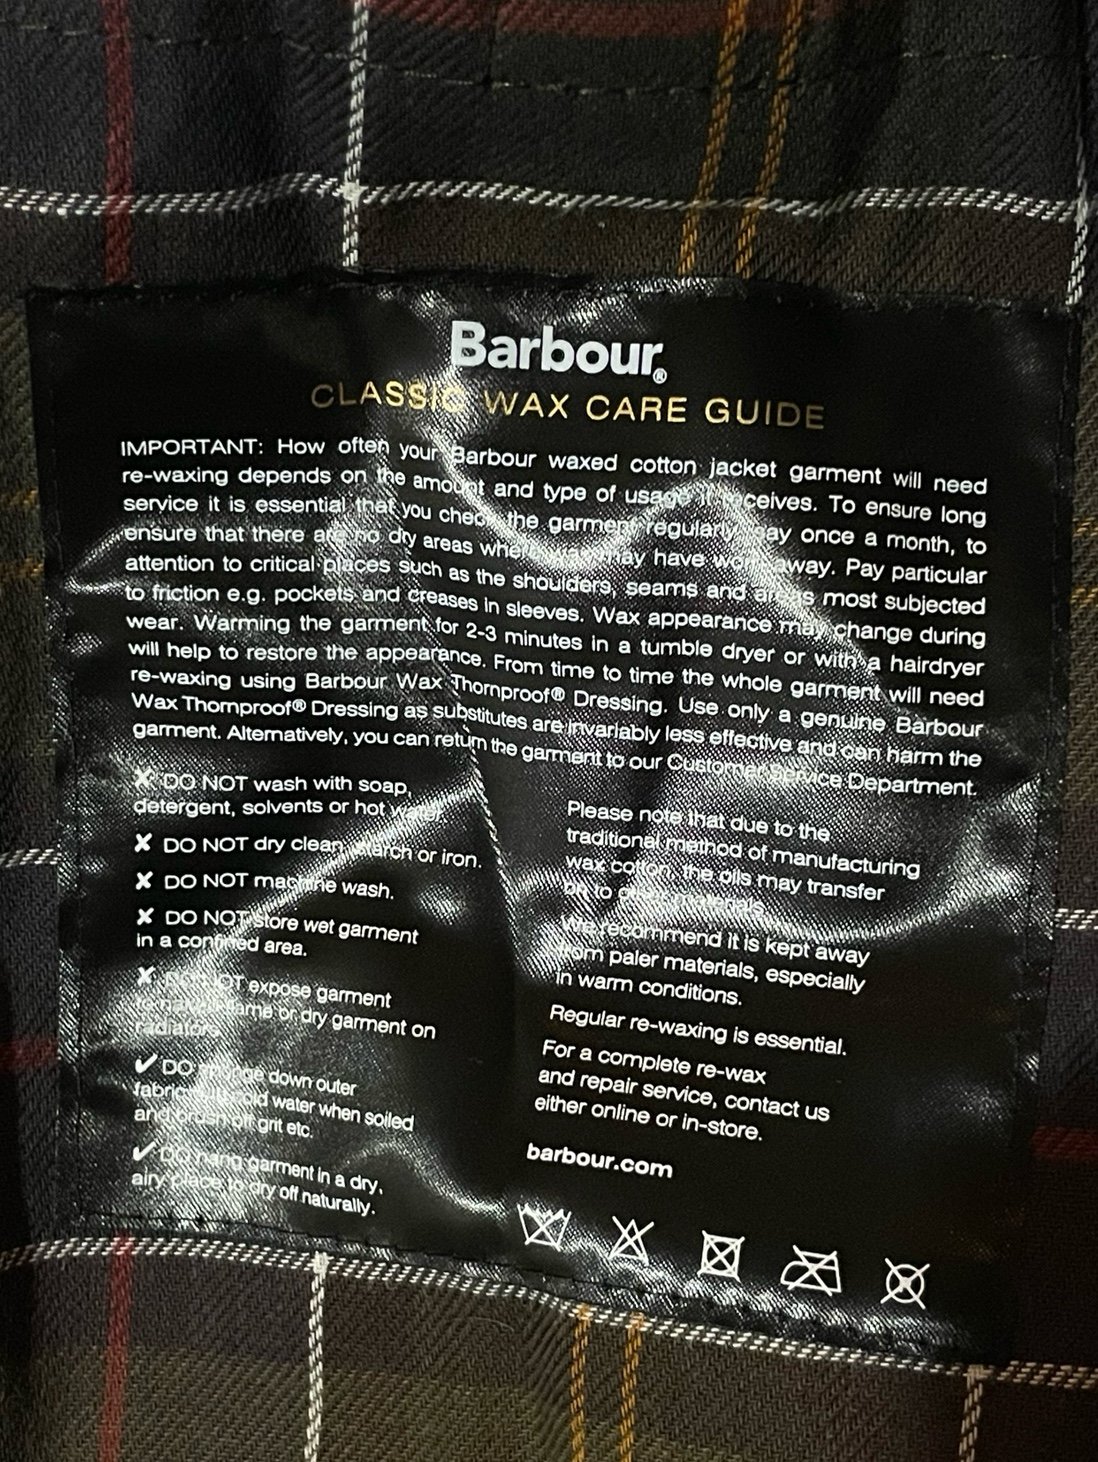 Barbour®
CLASSIC WAX CARE GUIDE
IMPORTANT: How often your Barbour waxed cotton jacket garment will need
re-waxing depends on the amount and type of usage it receives. To ensure long
service it is essential that you check the garment regularly, say once a month, to
ensure that there are no dry areas where wax may have worn away. Pay particular
attention to critical places such as the shoulders, seams and areas most subjected
to friction e.g. pockets and creases in sleeves. Wax appearance may change during
wear. Warming the garment for 2-3 minutes in a tumble dryer or with a hairdryer
will help to restore the appearance. From time to time the whole garment will need
re-waxing using Barbour Wax Thornproof® Dressing. Use only a genuine Barbour
Wax Thornproof® Dressing as substitutes are invariably less effective and can harm the
garment. Alternatively, you can return the garment to our Customer Service Department.
✘ DO NOT wash with soap,
detergent, solvents or hot water.
✘ DO NOT dry clean, starch or iron.
✘ DO NOT machine wash.
✘ DO NOT store wet garment
in a confined area.
✘ DO NOT expose garment
to naked flame or dry garment on
radiators.
✔ DO sponge down outer
fabric with cold water when soiled
and brush off grit etc.
✔ DO hang garment in a dry,
airy place to dry off naturally.
Please note that due to the
traditional method of manufacturing
wax cotton, the oils may transfer
on to other materials.
We recommend it is kept away
from paler materials, especially
in warm conditions.
Regular re-waxing is essential.
For a complete re-wax
and repair service, contact us
either online or in-store.
barbour.com